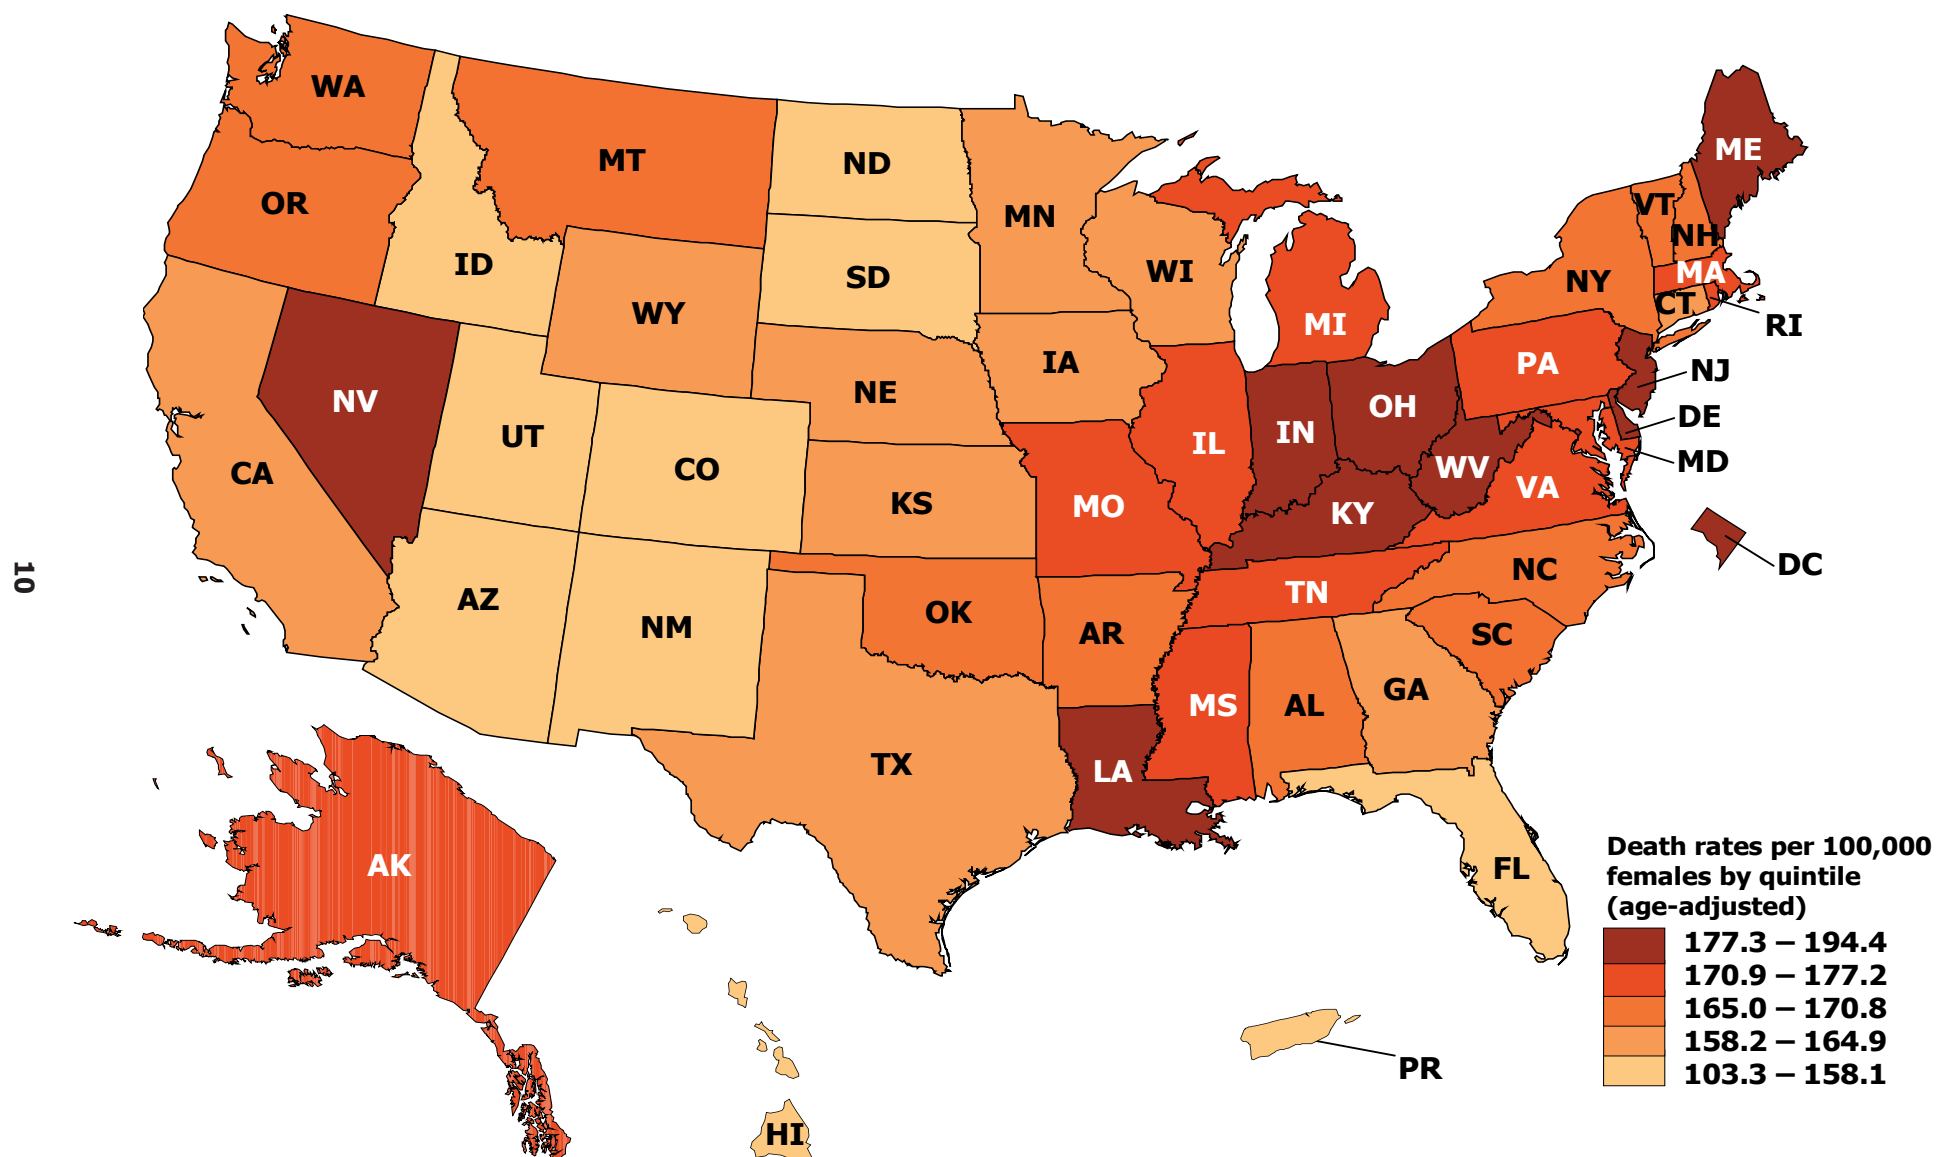 WA
MT
ND
MN
ME
OR
ID
SD
WI
VT
NH
WY
NY
MA
CT
RI
MI
NV
NE
IA
PA
NJ
UT
CO
IL
IN
OH
DE
CA
KS
MO
WV
VA
MD
KY
10
AZ
NM
OK
AR
TN
NC
DC
SC
TX
LA
MS
AL
GA
AK
FL
Death rates per 100,000
females by quintile
(age-adjusted)
177.3 – 194.4
170.9 – 177.2
165.0 – 170.8
158.2 – 164.9
103.3 – 158.1
PR
HI